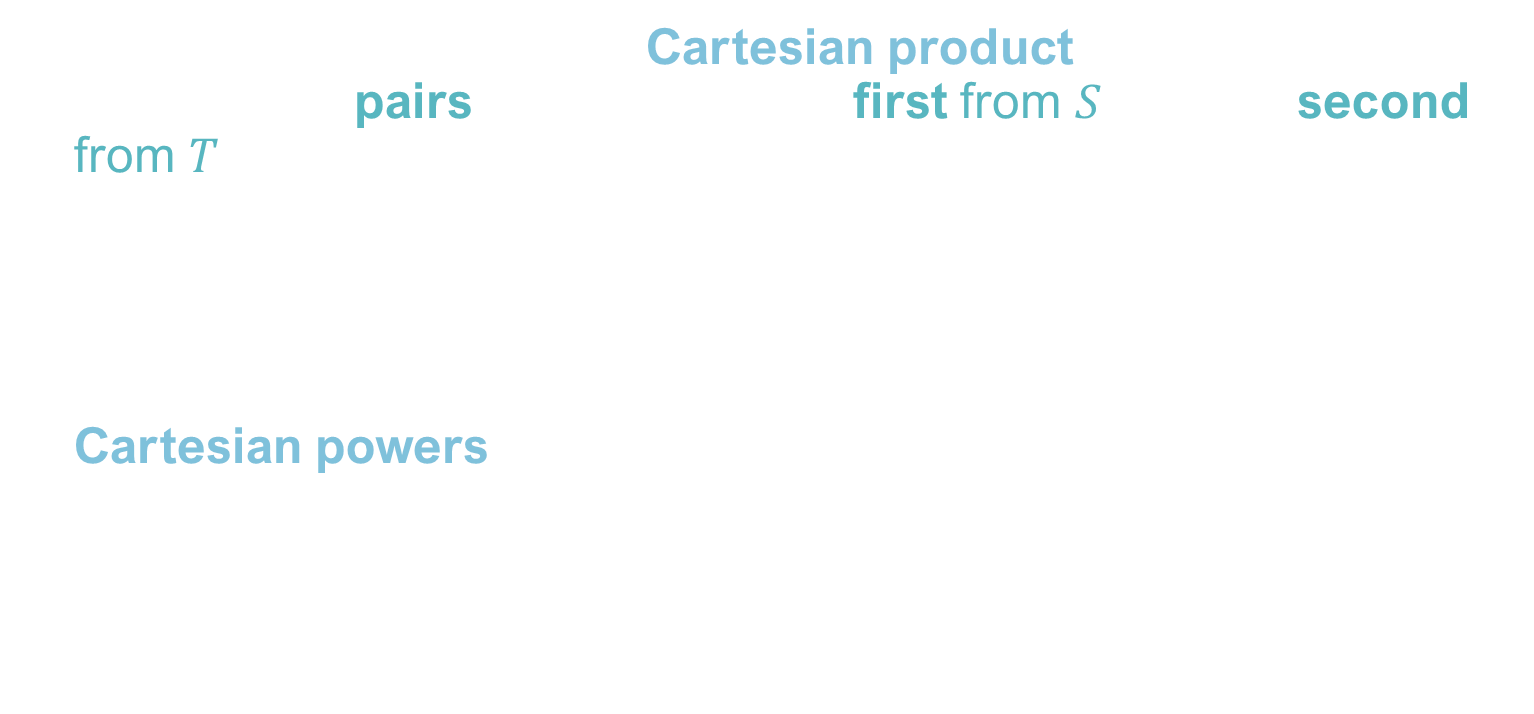 Cartesian product
pairs first from S second
from T
Cartesian powers